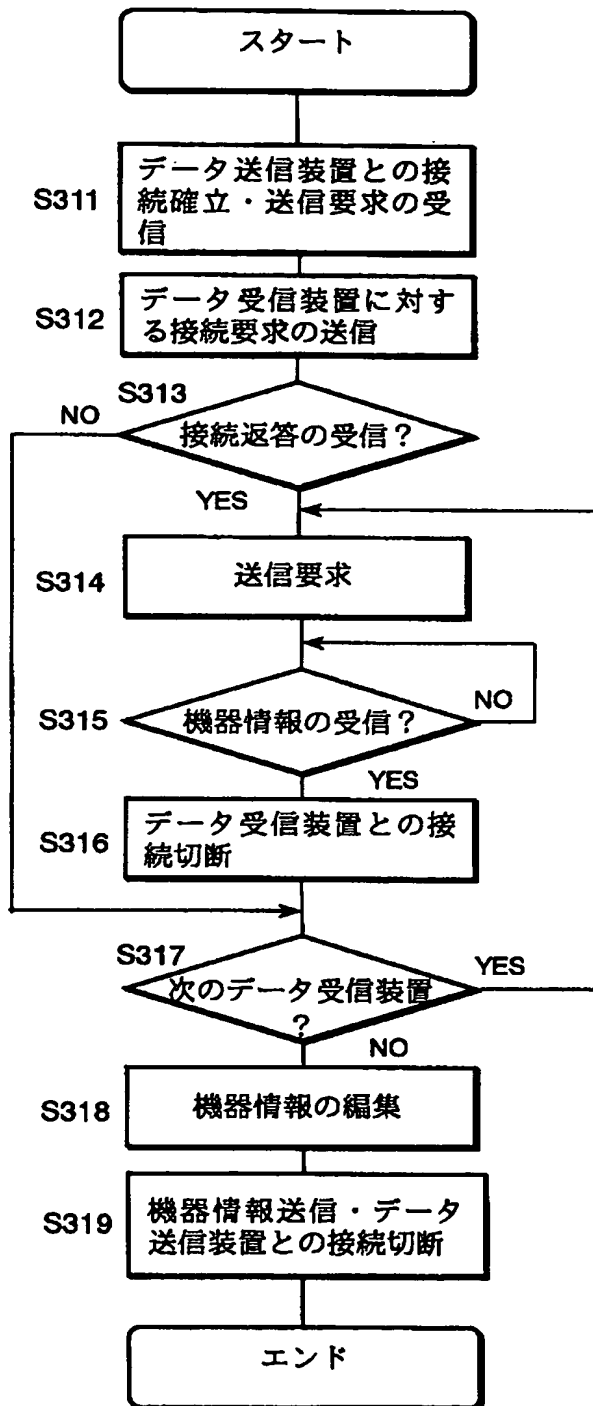 スタート
S311
データ送信装置との接
続確立・送信要求の受
信
S312
データ受信装置に対す
る接続要求の送信
S313
NO
接続返答の受信？
YES
S314
送信要求
S315
機器情報の受信？
NO
YES
S316
データ受信装置との接
続切断
S317
次のデータ受信装置
？
YES
NO
S318
機器情報の編集
S319
機器情報送信・データ
送信装置との接続切断
エンド